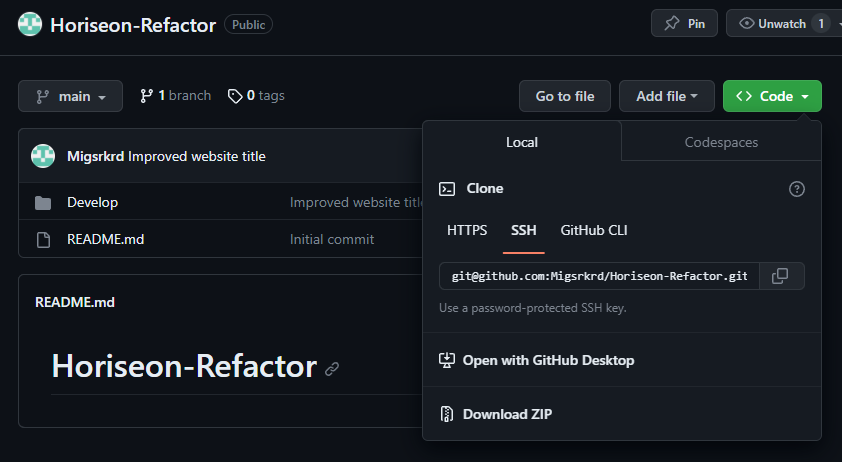 Horiseon-Refactor Public
Pin
Unwatch 1
main
1 branch
0 tags
Go to file
Add file
Code
Migsrkrd Improved website title
Develop
Improved website title
README.md
Initial commit
README.md
Horiseon-Refactor
Local
Codespaces
Clone
HTTPS
SSH
GitHub CLI
git@github.com:Migsrkrd/Horiseon-Refactor.git
Use a password-protected SSH key.
Open with GitHub Desktop
Download ZIP